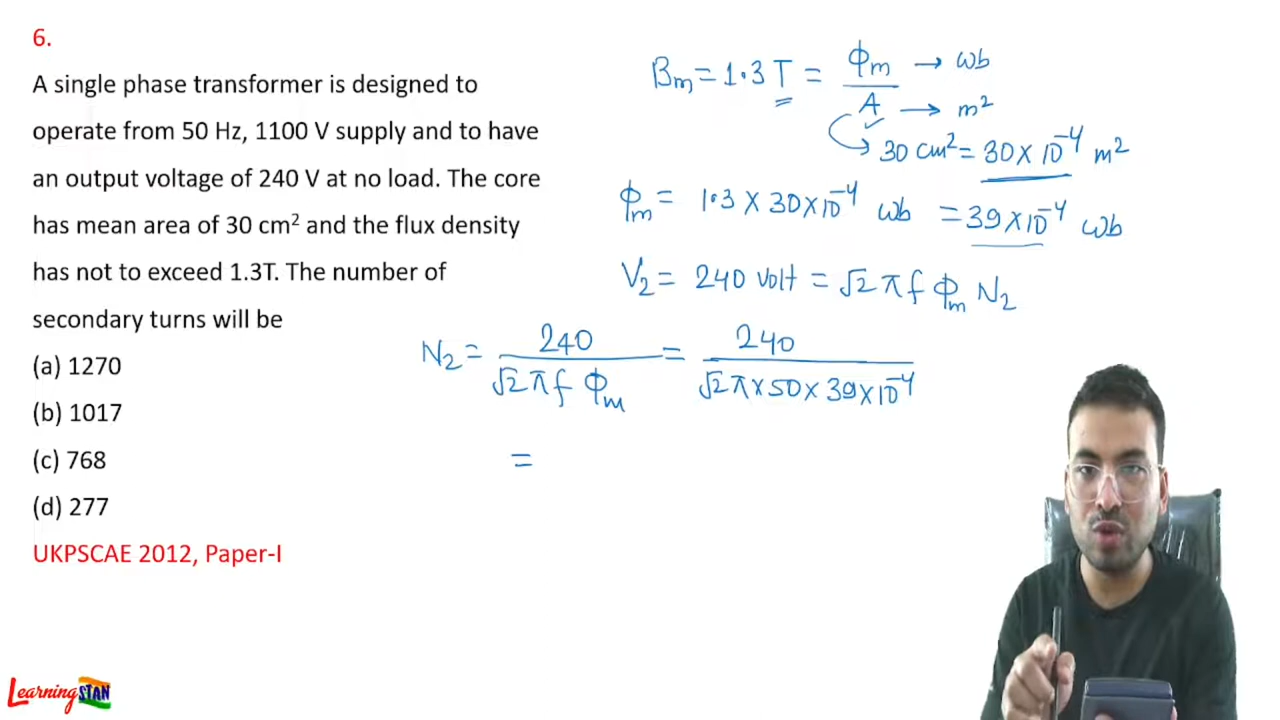 6.
A single phase transformer is designed to
operate from 50 Hz, 1100 V supply and to have
an output voltage of 240 V at no load. The core
has mean area of 30 cm² and the flux density
has not to exceed 1.3T. The number of
secondary turns will be
(a) 1270
(b) 1017
(c) 768
(d) 277
UKPSCAE 2012, Paper-I
Bm = 1.3 T = ϕm/A → wb
→ m²
30 cm² = 30 × 10⁻⁴ m²
ϕm = 1.3 × 30 × 10⁻⁴ wb = 39 × 10⁻⁴ wb
V₂ = 240 volt = √2 π f ϕm N₂
N₂ = 240/(√2 π f ϕm) = 240/(√2 π × 50 × 39 × 10⁻⁴)
=
Learning STAN